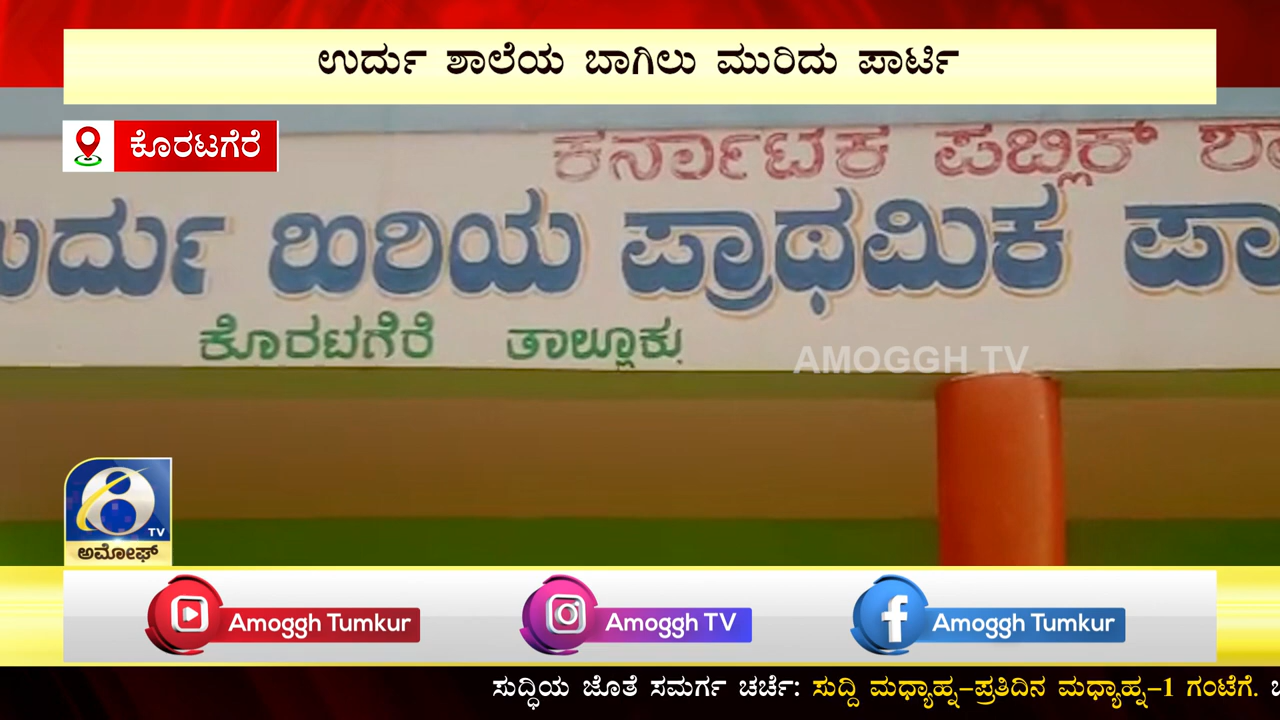 ಉರ್ದು ಶಾಲೆಯ ಬಾಗಿಲು ಮುರಿದು ಪಾರ್ಟಿ
ಕೊರಟಗೆರೆ
ಕರ್ನಾಟಕ ಪಬ್ಲಿಕ್
ಹಿರಿಯ ಪ್ರಾಥಮಿಕ
ಕೊರಟಗೆರೆ ತಾಲ್ಲೂಕು
AMOGGH TV
TV
ಅಮೋಘ್
Amoggh Tumkur
Amoggh TV
Amoggh Tumkur
ಸುದ್ಧಿಯ ಜೊತೆ ಸಮರ್ಗ ಚರ್ಚೆ: ಸುದ್ದಿ ಮಧ್ಯಾಹ್ನ-ಪ್ರತಿದಿನ ಮಧ್ಯಾಹ್ನ-1 ಗಂಟೆಗೆ.